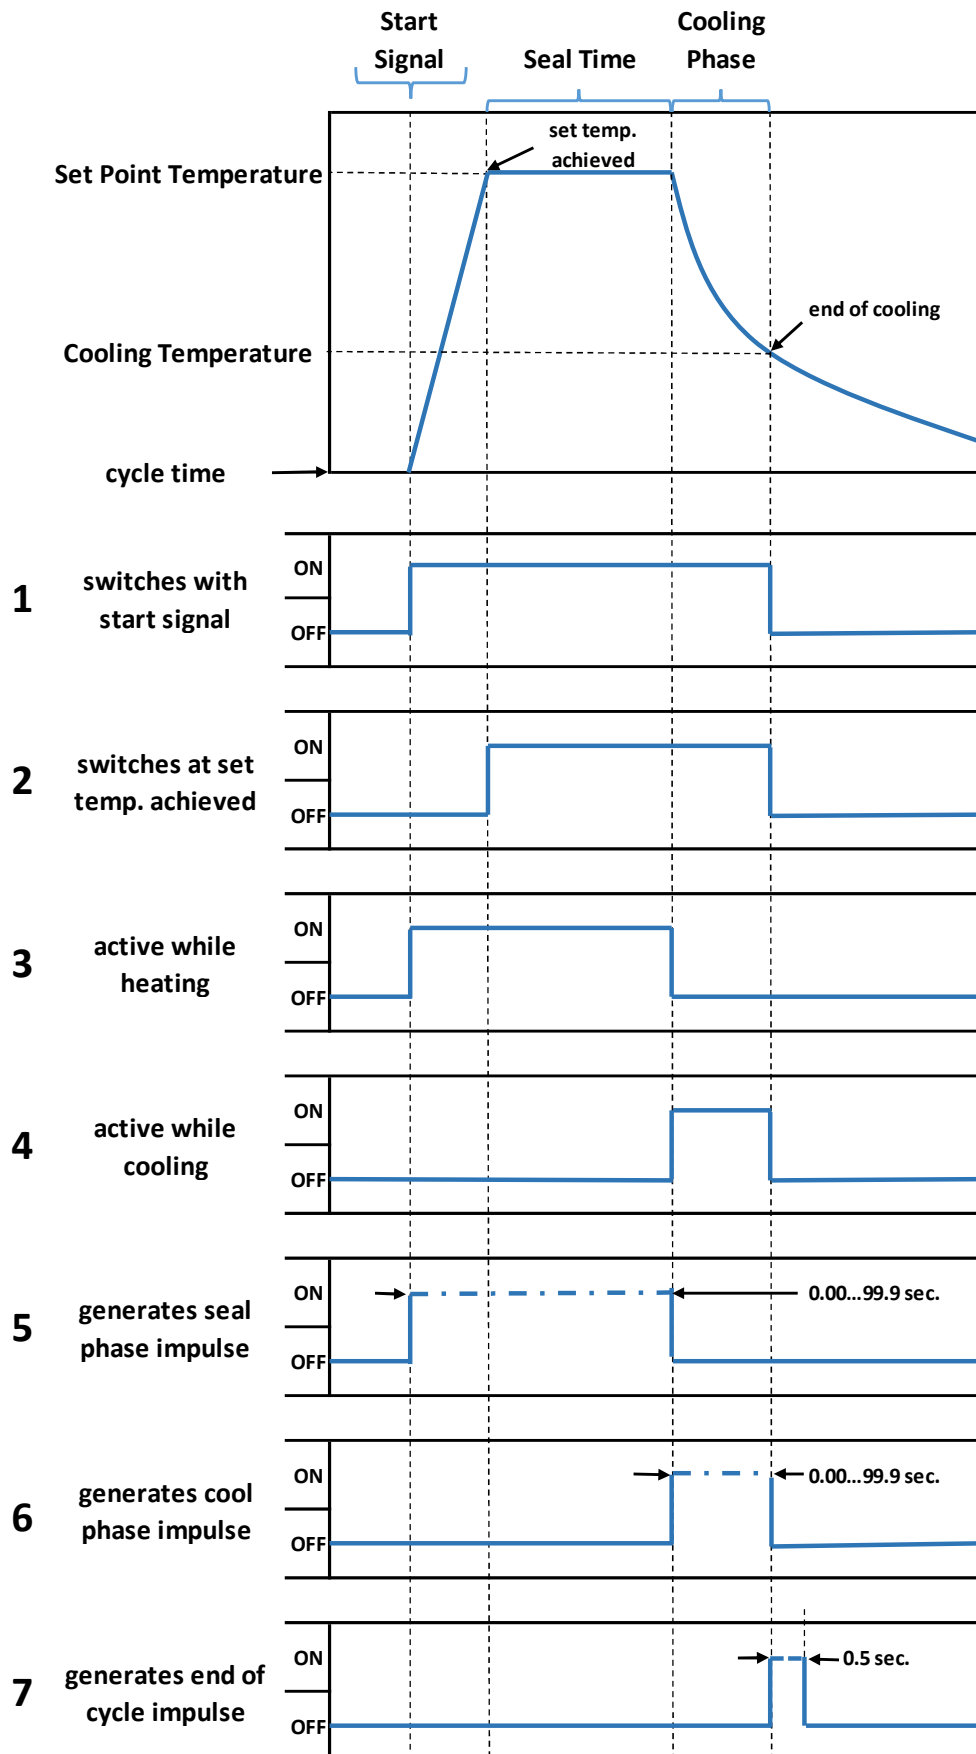 Start
Signal
Seal Time
Cooling
Phase
set temp.
achieved
Set Point Temperature
end of cooling
Cooling Temperature
cycle time
1
switches with
start signal
ON
OFF
2
switches at set
temp. achieved
ON
OFF
3
active while
heating
ON
OFF
4
active while
cooling
ON
OFF
5
generates seal
phase impulse
ON
OFF
0.00...99.9 sec.
6
generates cool
phase impulse
ON
OFF
0.00...99.9 sec.
7
generates end of
cycle impulse
ON
OFF
0.5 sec.